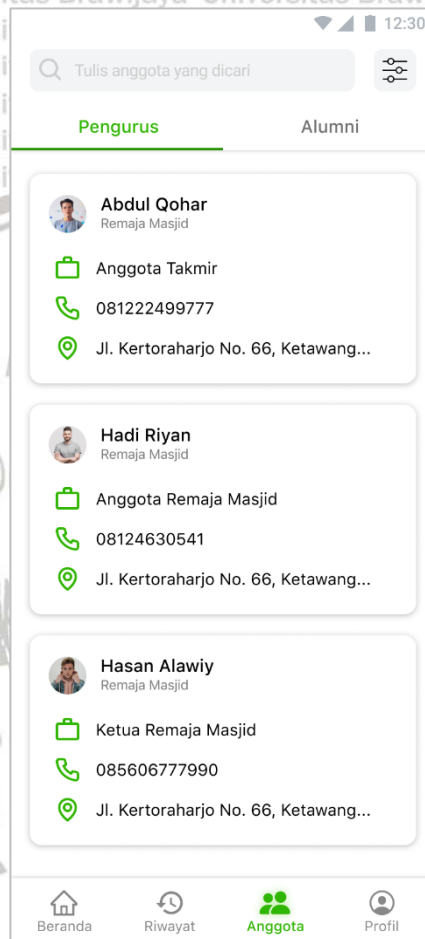 12:30
Tulis anggota yang dicari
Pengurus Alumni
Abdul Qohar
Remaja Masjid
Anggota Takmir
081222499777
Jl. Kertoraharjo No. 66, Ketawang...
Hadi Riyan
Remaja Masjid
Anggota Remaja Masjid
08124630541
Jl. Kertoraharjo No. 66, Ketawang...
Hasan Alawiy
Remaja Masjid
Ketua Remaja Masjid
085606777990
Jl. Kertoraharjo No. 66, Ketawang...
Beranda Riwayat Anggota Profil